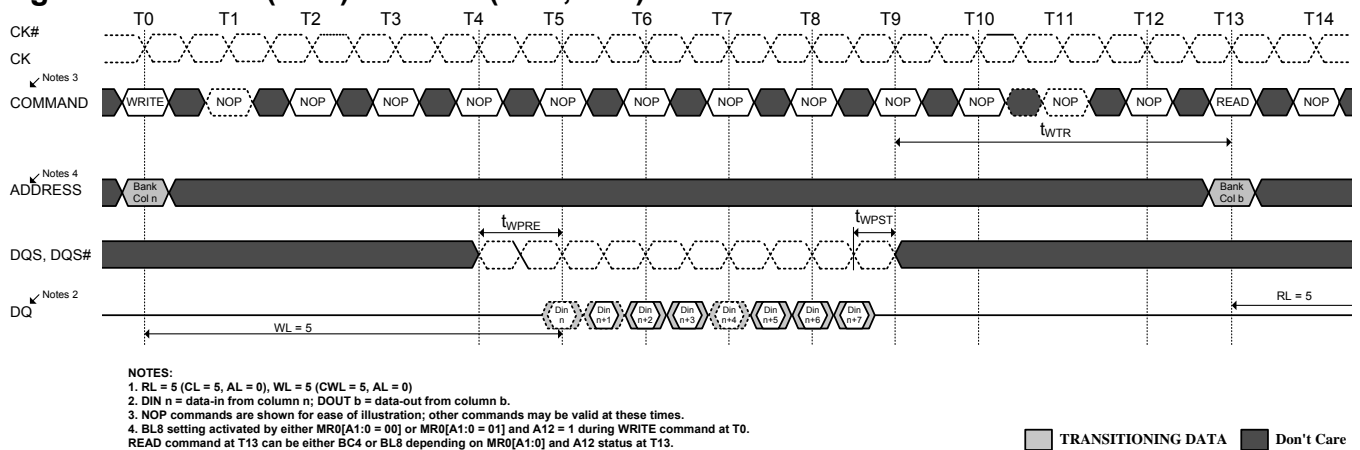 T0 T1 T2 T3 T4 T5 T6 T7 T8 T9 T10 T11 T12 T13 T14
CK#
CK
Notes 3
COMMAND WRITE NOP NOP NOP NOP NOP NOP NOP NOP NOP NOP NOP NOP READ NOP
tWTR
Notes 4
ADDRESS Bank Col n Bank Col b
tWPRE tWPST
DQS, DQS#
Notes 2
DQ Din n Din n+1 Din n+2 Din n+3 Din n+4 Din n+5 Din n+6 Din n+7 RL = 5
WL = 5
NOTES:
1. RL = 5 (CL = 5, AL = 0), WL = 5 (CWL = 5, AL = 0)
2. DIN n = data-in from column n; DOUT b = data-out from column b.
3. NOP commands are shown for ease of illustration; other commands may be valid at these times.
4. BL8 setting activated by either MR0[A1:0 = 00] or MR0[A1:0 = 01] and A12 = 1 during WRITE command at T0.
READ command at T13 can be either BC4 or BL8 depending on MR0[A1:0] and A12 status at T13.
TRANSITIONING DATA Don't Care